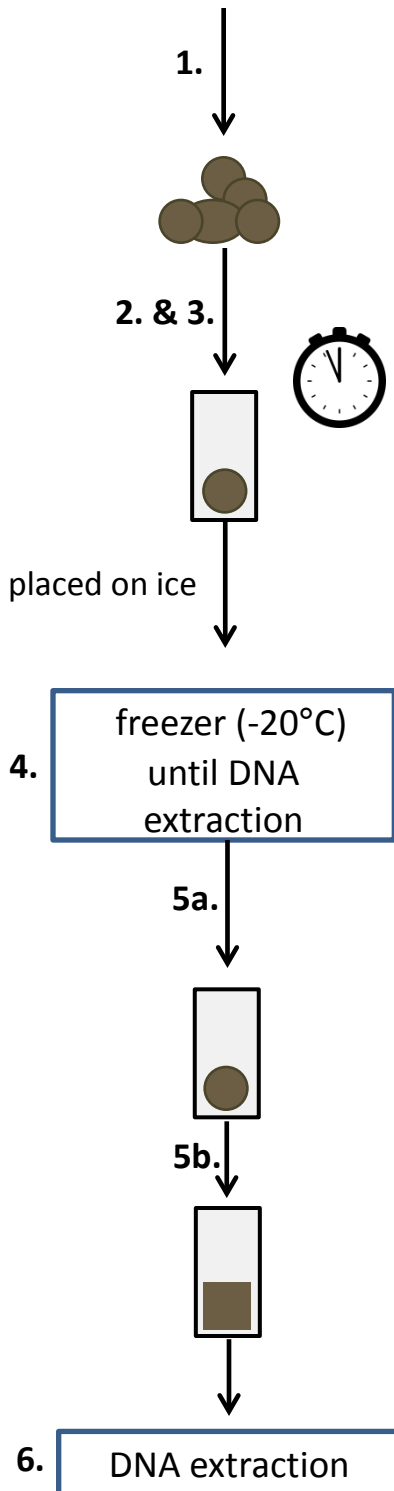 1.
2. & 3.
placed on ice
4.
freezer (-20°C)
until DNA
extraction
5a.
5b.
6.
DNA extraction